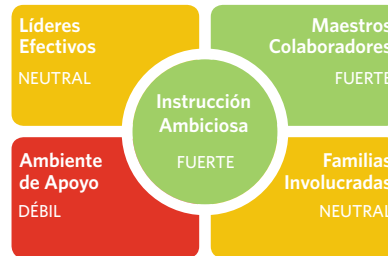 Líderes
Efectivos
NEUTRAL
Maestros
Colaboradores
FUERTE
Instrucción
Ambiciosa
FUERTE
Ambiente
de Apoyo
DÉBIL
Familias
Involucradas
NEUTRAL